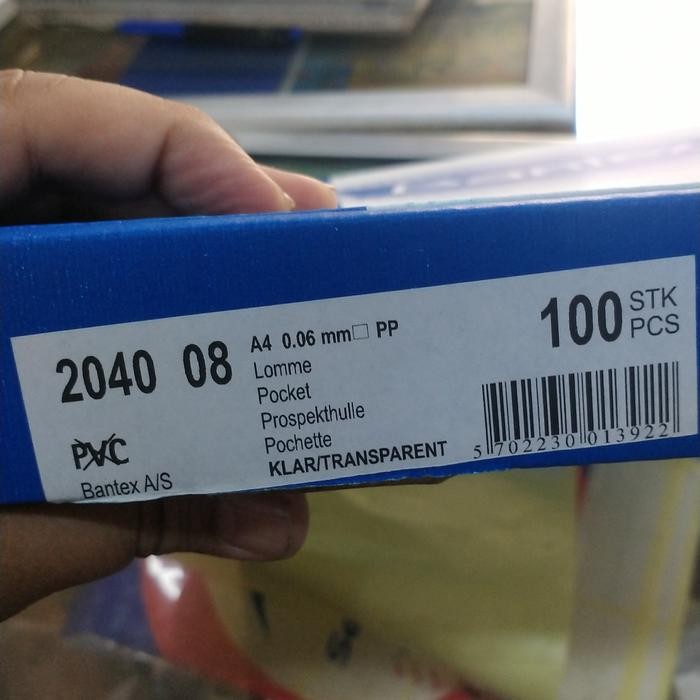 2040 08
A4 0.06 mm□ PP
Lomme
Pocket
Prospekthulle
Pochette
KLAR/TRANSPARENT
PVC
Bantex A/S
100 STK
PCS
5 702230 013922